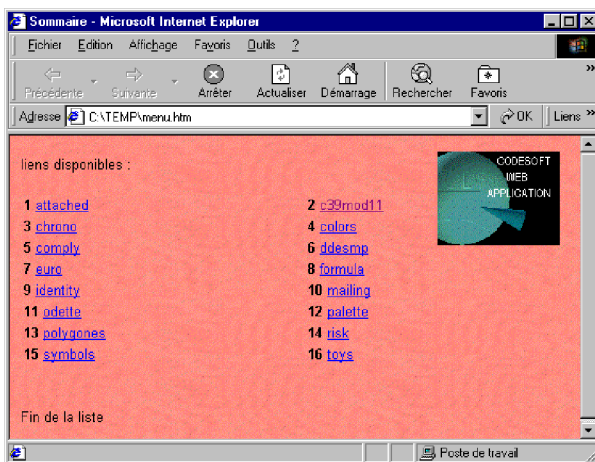 Sommaire - Microsoft Internet Explorer
Fichier Edition Affichage Favoris Outils ?
Précédente Suivante Arrêter Actualiser Démarrage Rechercher Favoris »
Adresse C:\TEMP\menu.htm OK Liens »
liens disponibles :
CODESOFT
WEB
APPLICATION
1 attached 2 c39mod11
3 chrono 4 colors
5 comply 6 ddesmp
7 euro 8 formula
9 identity 10 mailing
11 odette 12 palette
13 polygones 14 risk
15 symbols 16 toys
Fin de la liste
Poste de travail